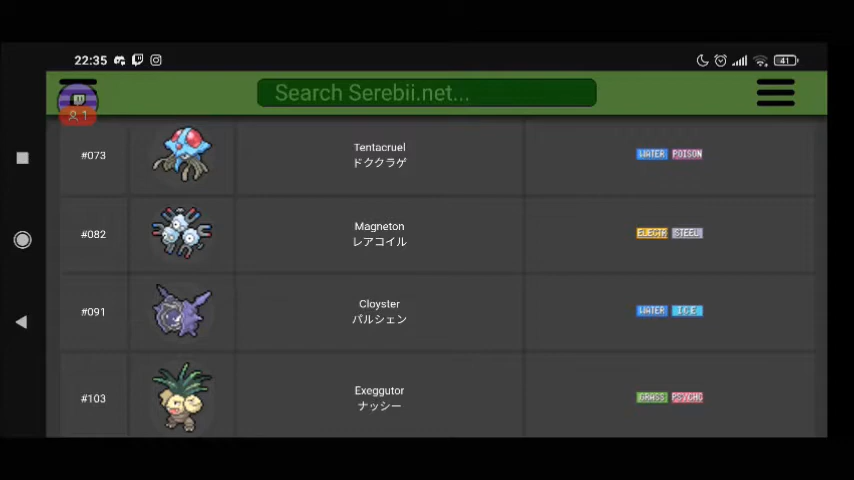 22:35
41
Search Serebii.net...
1
#073
Tentacruel
ドククラゲ
WATER POISON
#082
Magneton
レアコイル
ELECTR STEEL
#091
Cloyster
パルシェン
WATER ICE
#103
Exeggutor
ナッシー
GRASS PSYCHC